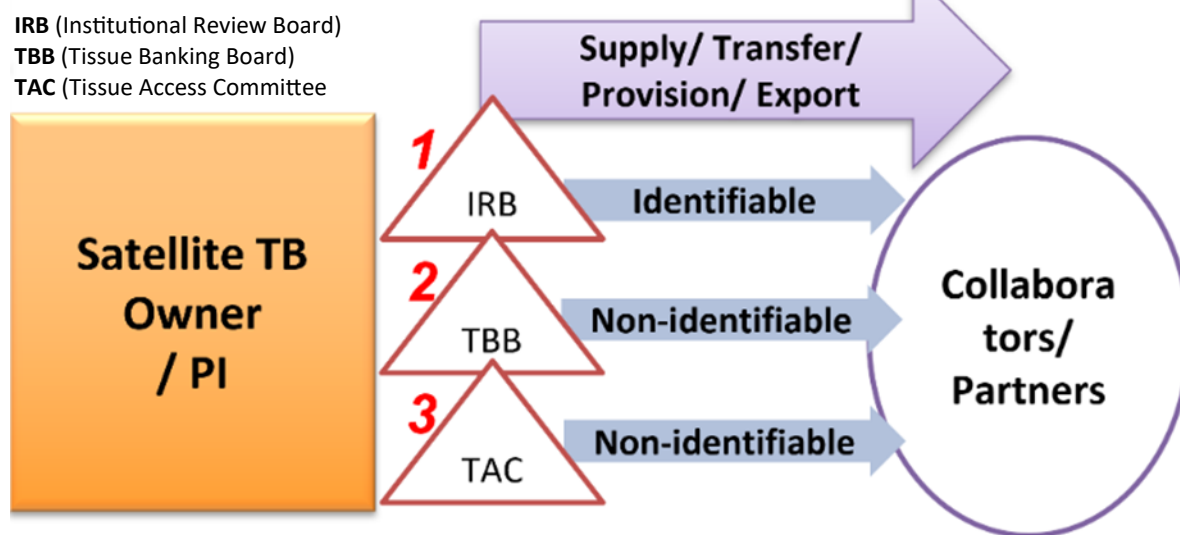 IRB (Institutional Review Board)
TBB (Tissue Banking Board)
TAC (Tissue Access Committee
Supply/ Transfer/
Provision/ Export
Satellite TB
Owner
/ PI
1
IRB
Identifiable
2
TBB
Non-identifiable
3
TAC
Non-identifiable
Collabora
tors/
Partners